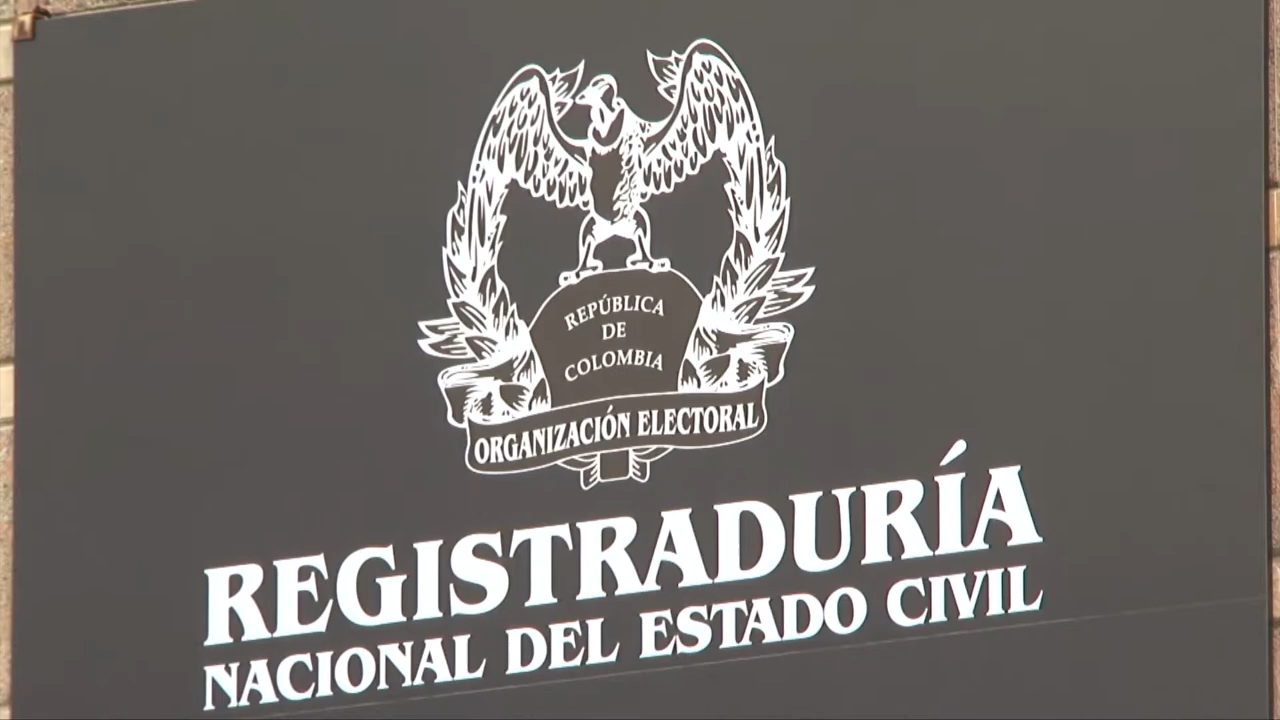 REPÚBLICA
DE
COLOMBIA
ORGANIZACIÓN ELECTORAL
REGISTRADURÍA
NACIONAL DEL ESTADO CIVIL